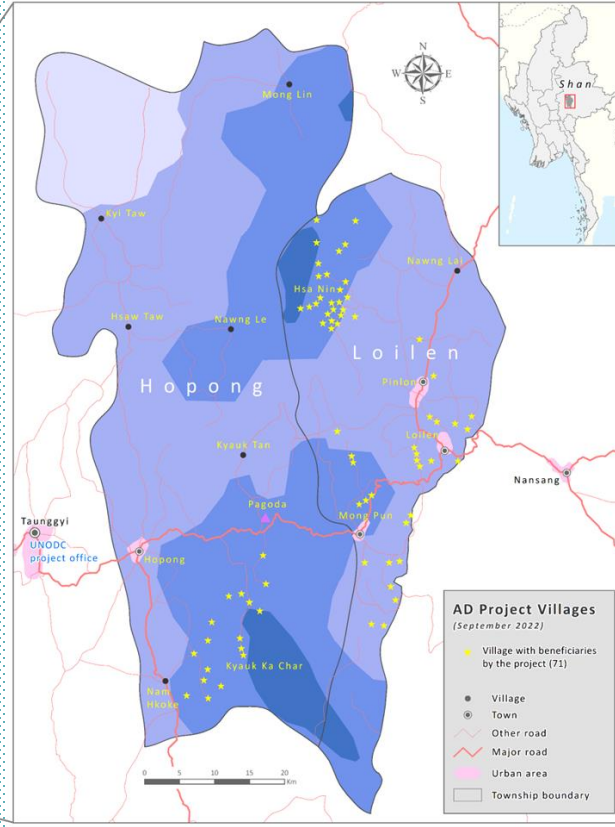 N
W E
S
Shan
Mong Lin
Kyi Taw
Nawng Lai
Hsa Nin
Hsaw Taw
Nawng Le
Loilen
Pinlon
Hopong
Loilen
Kyauk Tan
Nansang
Pagoda
Mong Pun
Taunggyi
UNODC
project office
Hopong
Kyauk Ka Char
Nam
Hkoke
0 5 10 15 20
Km
AD Project Villages
(September 2022)
Village with beneficiaries
by the project (71)
Village
Town
Other road
Major road
Urban area
Township boundary